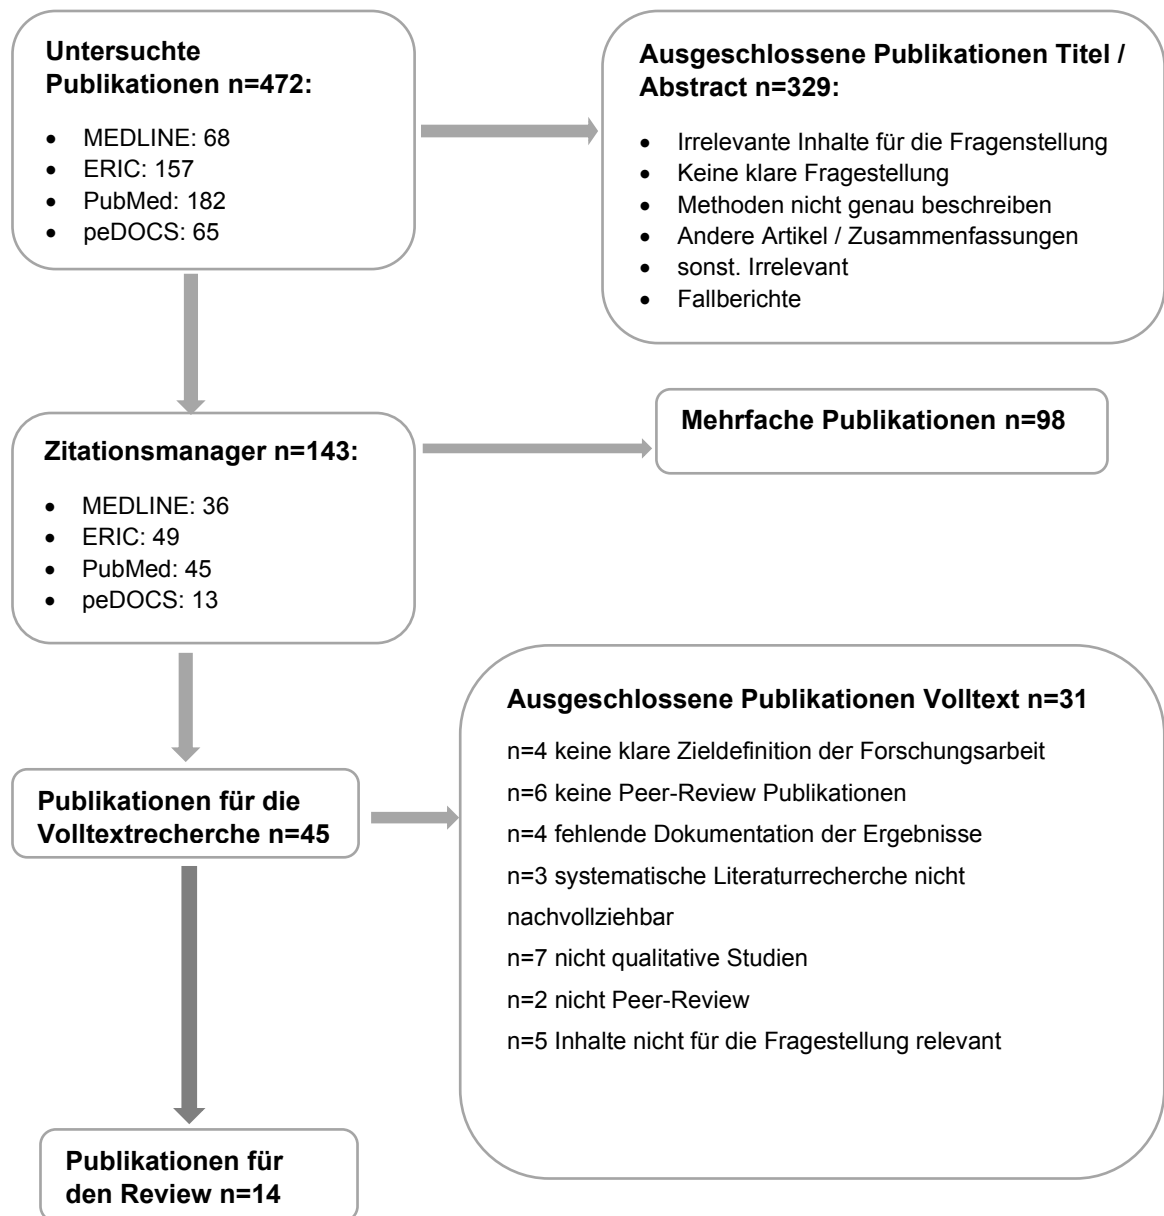 Untersuchte
Publikationen n=472:
• MEDLINE: 68
• ERIC: 157
• PubMed: 182
• peDOCS: 65
Ausgeschlossene Publikationen Titel /
Abstract n=329:
• Irrelevante Inhalte für die Fragenstellung
• Keine klare Fragestellung
• Methoden nicht genau beschreiben
• Andere Artikel / Zusammenfassungen
• sonst. Irrelevant
• Fallberichte
Zitationsmanager n=143:
• MEDLINE: 36
• ERIC: 49
• PubMed: 45
• peDOCS: 13
Mehrfache Publikationen n=98
Publikationen für die
Volltextrecherche n=45
Ausgeschlossene Publikationen Volltext n=31
n=4 keine klare Zieldefinition der Forschungsarbeit
n=6 keine Peer-Review Publikationen
n=4 fehlende Dokumentation der Ergebnisse
n=3 systematische Literaturrecherche nicht
nachvollziehbar
n=7 nicht qualitative Studien
n=2 nicht Peer-Review
n=5 Inhalte nicht für die Fragestellung relevant
Publikationen für
den Review n=14